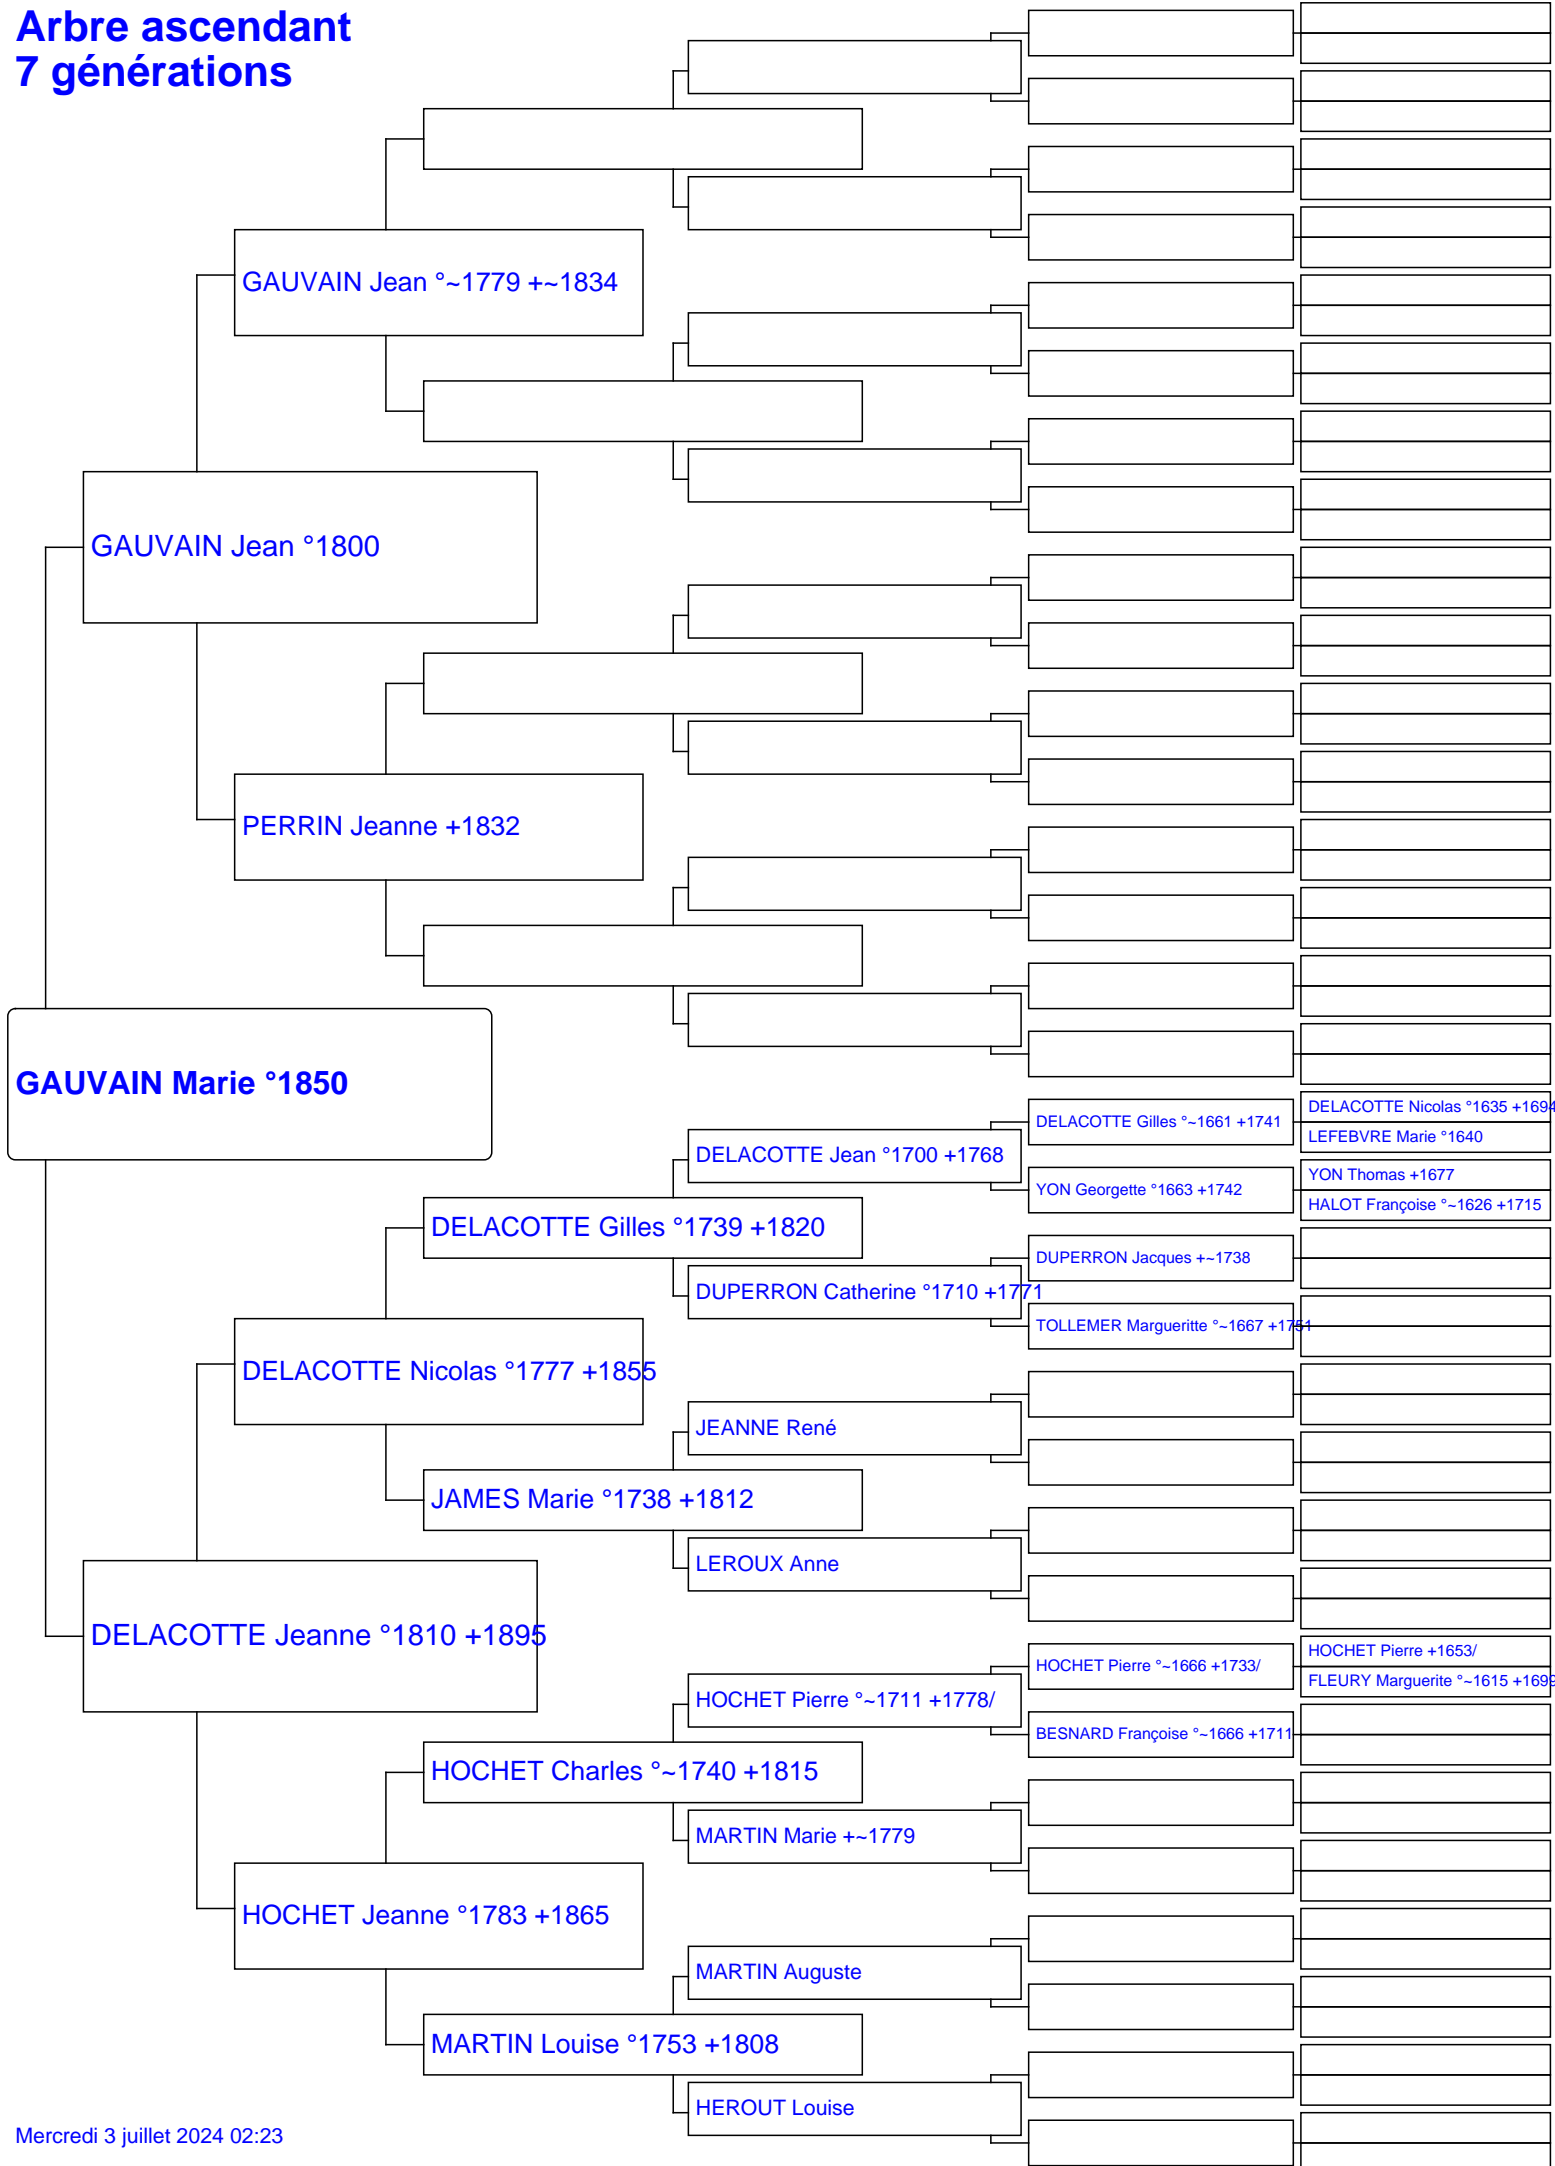 Arbre ascendant
7 générations
GAUVAIN Jean °~1779 +~1834
GAUVAIN Jean °1800
PERRIN Jeanne +1832
GAUVAIN Marie °1850
DELACOTTE Nicolas °1635 +1694
DELACOTTE Gilles °~1661 +1741
LEFEBVRE Marie °1640
DELACOTTE Jean °1700 +1768
YON Thomas +1677
YON Georgette °1663 +1742
HALOT Françoise °~1626 +1715
DELACOTTE Gilles °1739 +1820
DUPERRON Jacques +~1738
DUPERRON Catherine °1710 +1771
TOLLEMER Margueritte °~1667 +1751
DELACOTTE Nicolas °1777 +1855
JEANNE René
JAMES Marie °1738 +1812
LEROUX Anne
DELACOTTE Jeanne °1810 +1895
HOCHET Pierre +1653/
HOCHET Pierre °~1666 +1733/
FLEURY Marguerite °~1615 +1699
HOCHET Pierre °~1711 +1778/
BESNARD Françoise °~1666 +1711
HOCHET Charles °~1740 +1815
MARTIN Marie +~1779
HOCHET Jeanne °1783 +1865
MARTIN Auguste
MARTIN Louise °1753 +1808
HEROUT Louise
Mercredi 3 juillet 2024 02:23